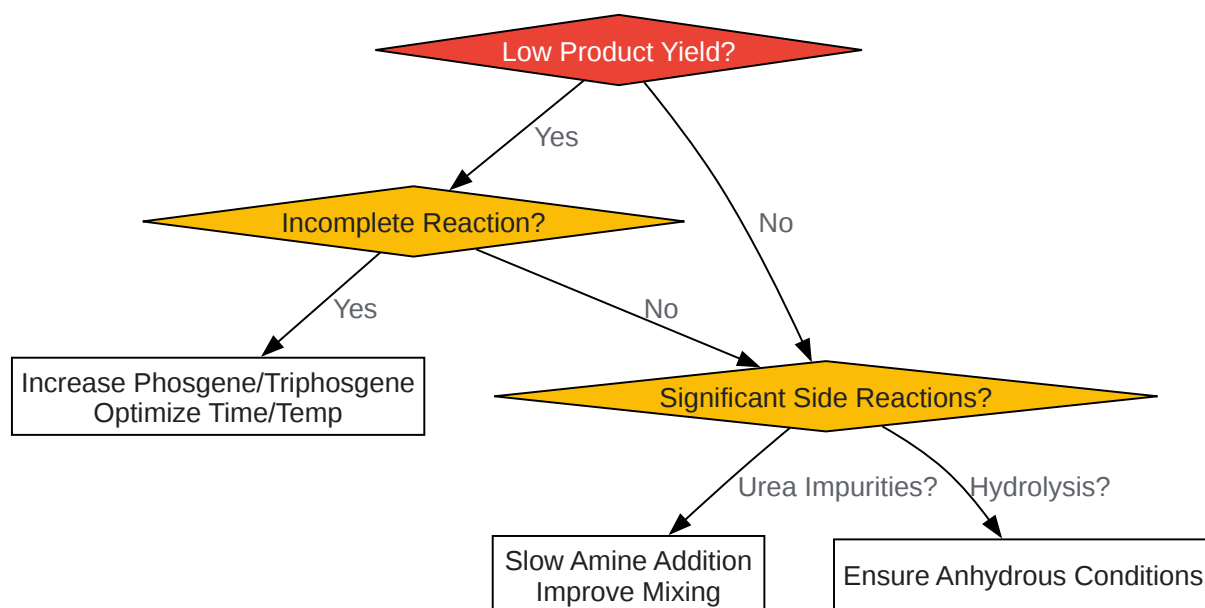 Low Product Yield?
Yes
No
Incomplete Reaction?
Yes
No
Increase Phosgene/Triphosgene
Optimize Time/Temp
Significant Side Reactions?
Urea Impurities?
Hydrolysis?
Slow Amine Addition
Improve Mixing
Ensure Anhydrous Conditions